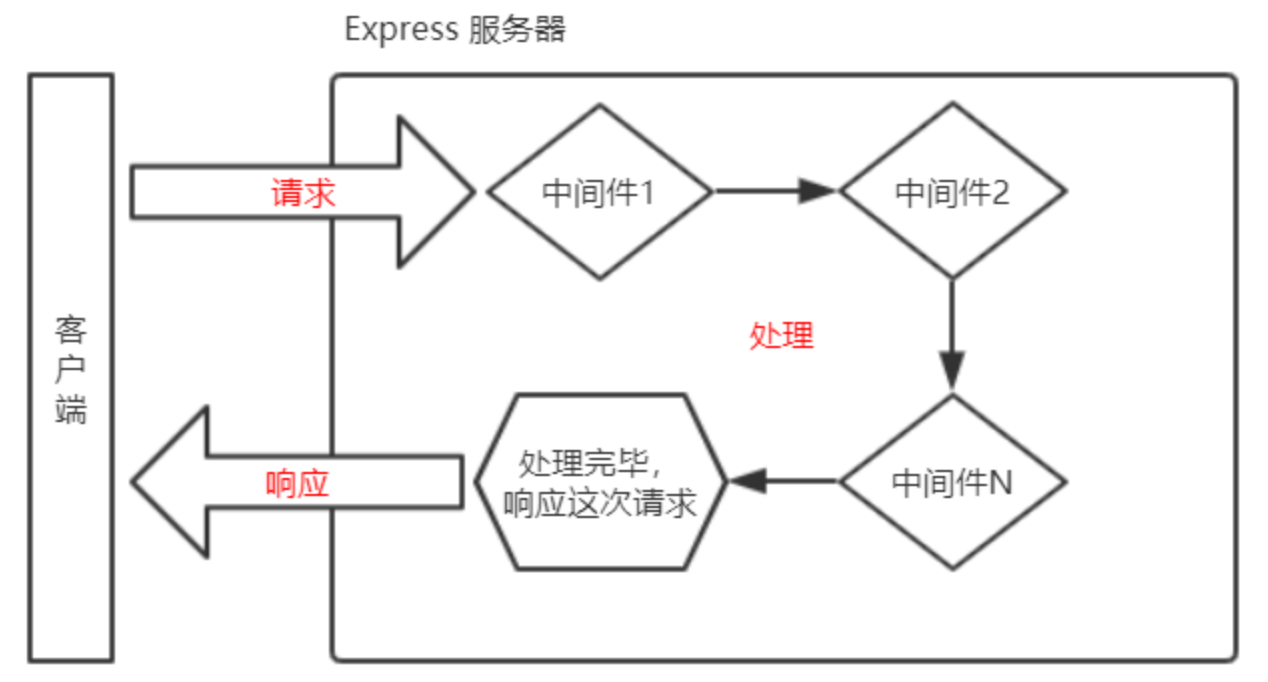 Express 服务器
请求
中间件1
中间件2
客户端
处理
响应
处理完毕，
响应这次请求
中间件N